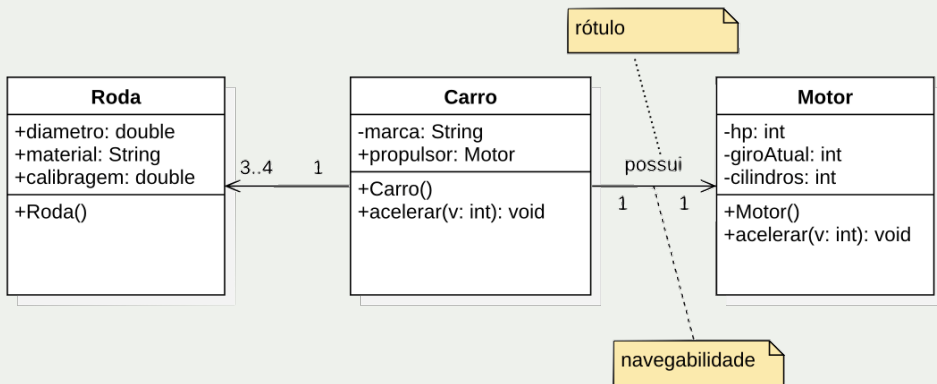 rótulo
Roda
+diametro: double
+material: String
+calibragem: double
+Roda()
3..4
1
Carro
-marca: String
+propulsor: Motor
+Carro()
+acelerar(v: int): void
possui
1
1
Motor
-hp: int
-giroAtual: int
-cilindros: int
+Motor()
+acelerar(v: int): void
navegabilidade